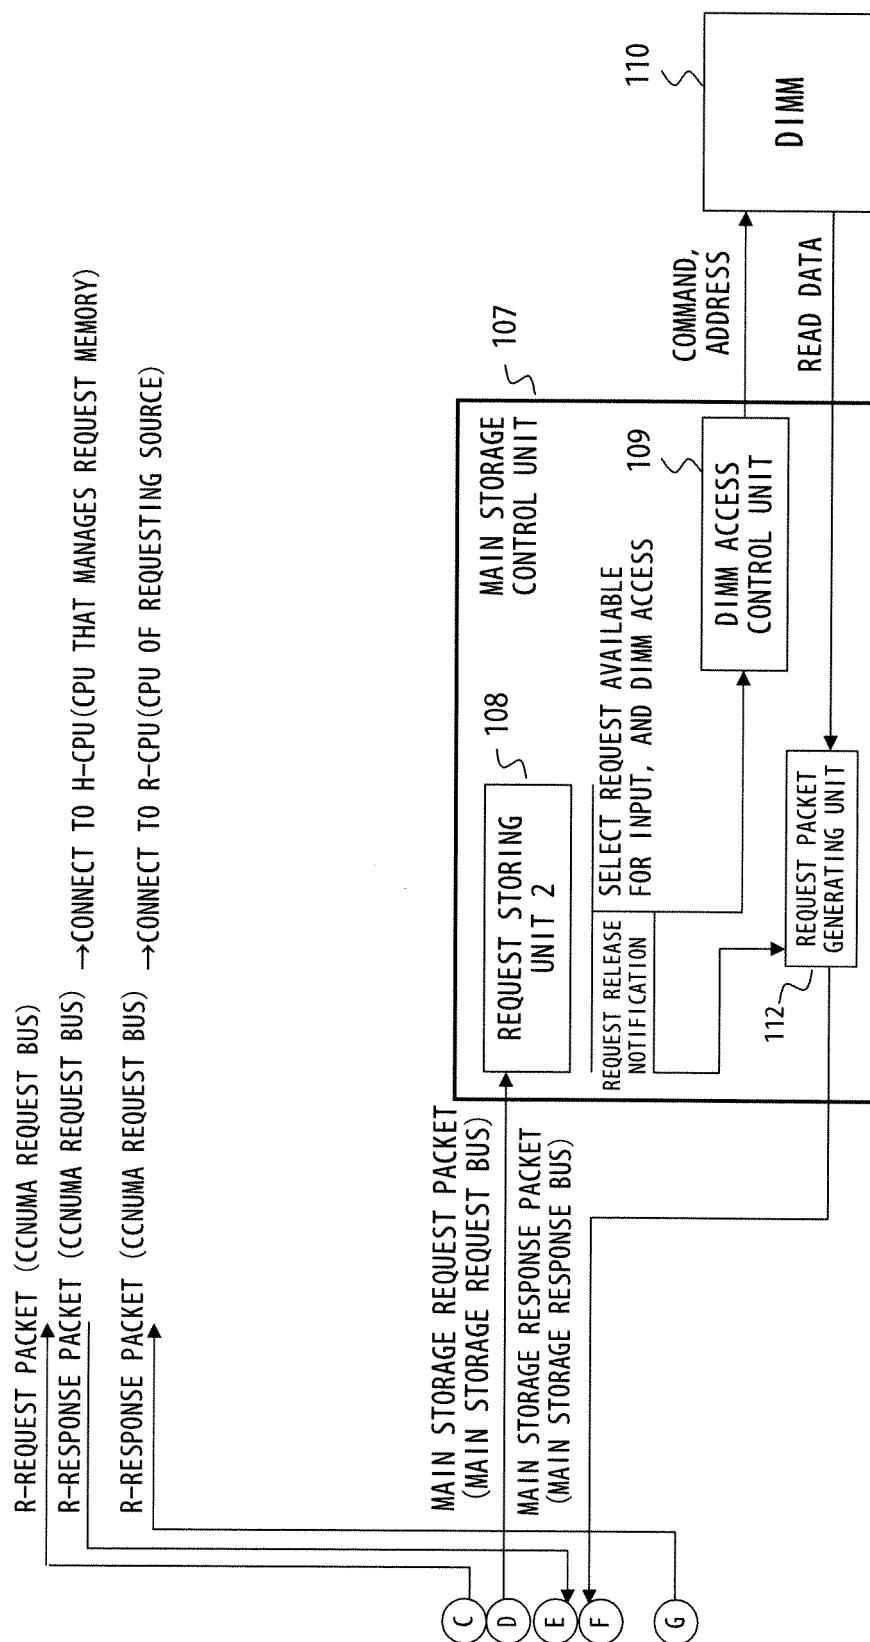 R-REQUEST PACKET (CCNUMA REQUEST BUS)
R-RESPONSE PACKET (CCNUMA REQUEST BUS) →CONNECT TO H-CPU(CPU THAT MANAGES REQUEST MEMORY)
R-RESPONSE PACKET (CCNUMA REQUEST BUS) →CONNECT TO R-CPU(CPU OF REQUESTING SOURCE)
C
D
E
F
G
MAIN STORAGE REQUEST PACKET
(MAIN STORAGE REQUEST BUS)
MAIN STORAGE RESPONSE PACKET
(MAIN STORAGE RESPONSE BUS)
107
MAIN STORAGE
CONTROL UNIT
108
REQUEST STORING
UNIT 2
REQUEST RELEASE
NOTIFICATION
SELECT REQUEST AVAILABLE
FOR INPUT, AND DIMM ACCESS
109
DIMM ACCESS
CONTROL UNIT
112
REQUEST PACKET
GENERATING UNIT
COMMAND,
ADDRESS
READ DATA
110
DIMM